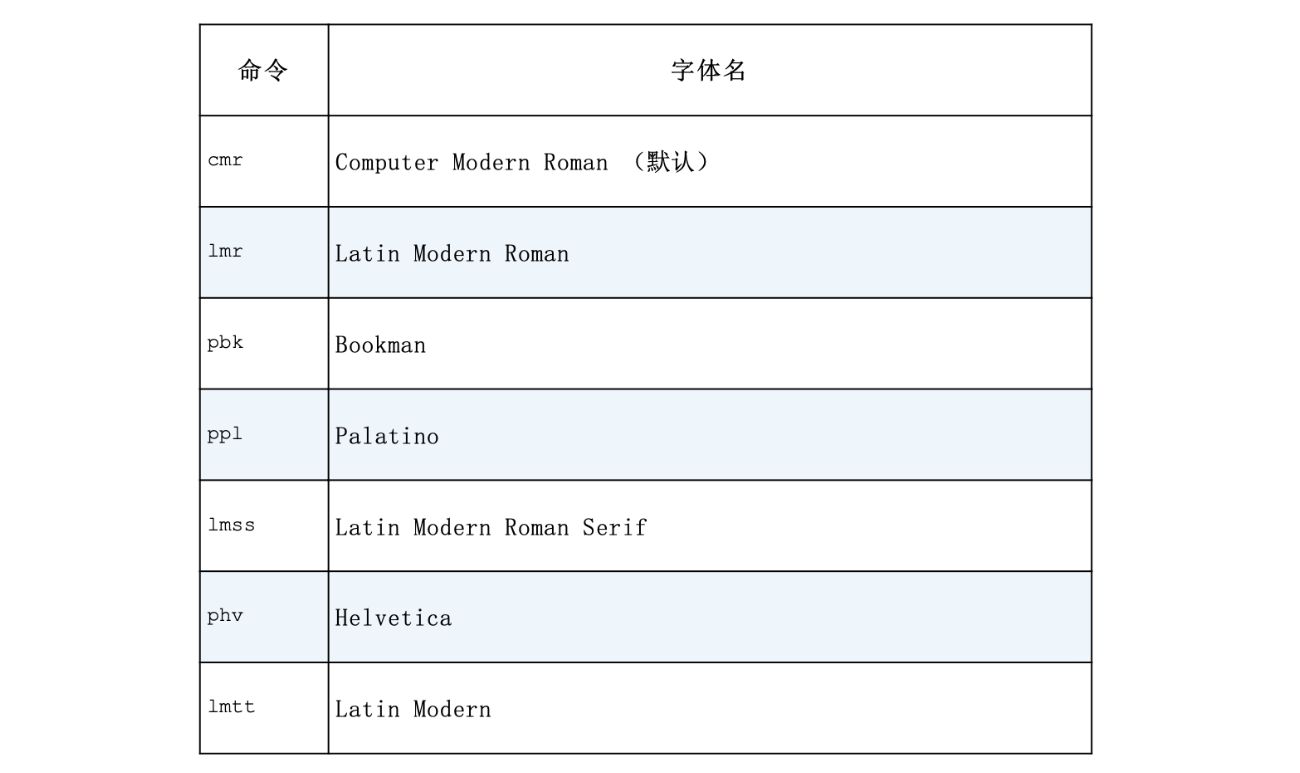 命令 字体名
cmr Computer Modern Roman （默认）
lmr Latin Modern Roman
pbk Bookman
ppl Palatino
lmss Latin Modern Roman Serif
phv Helvetica
lmtt Latin Modern